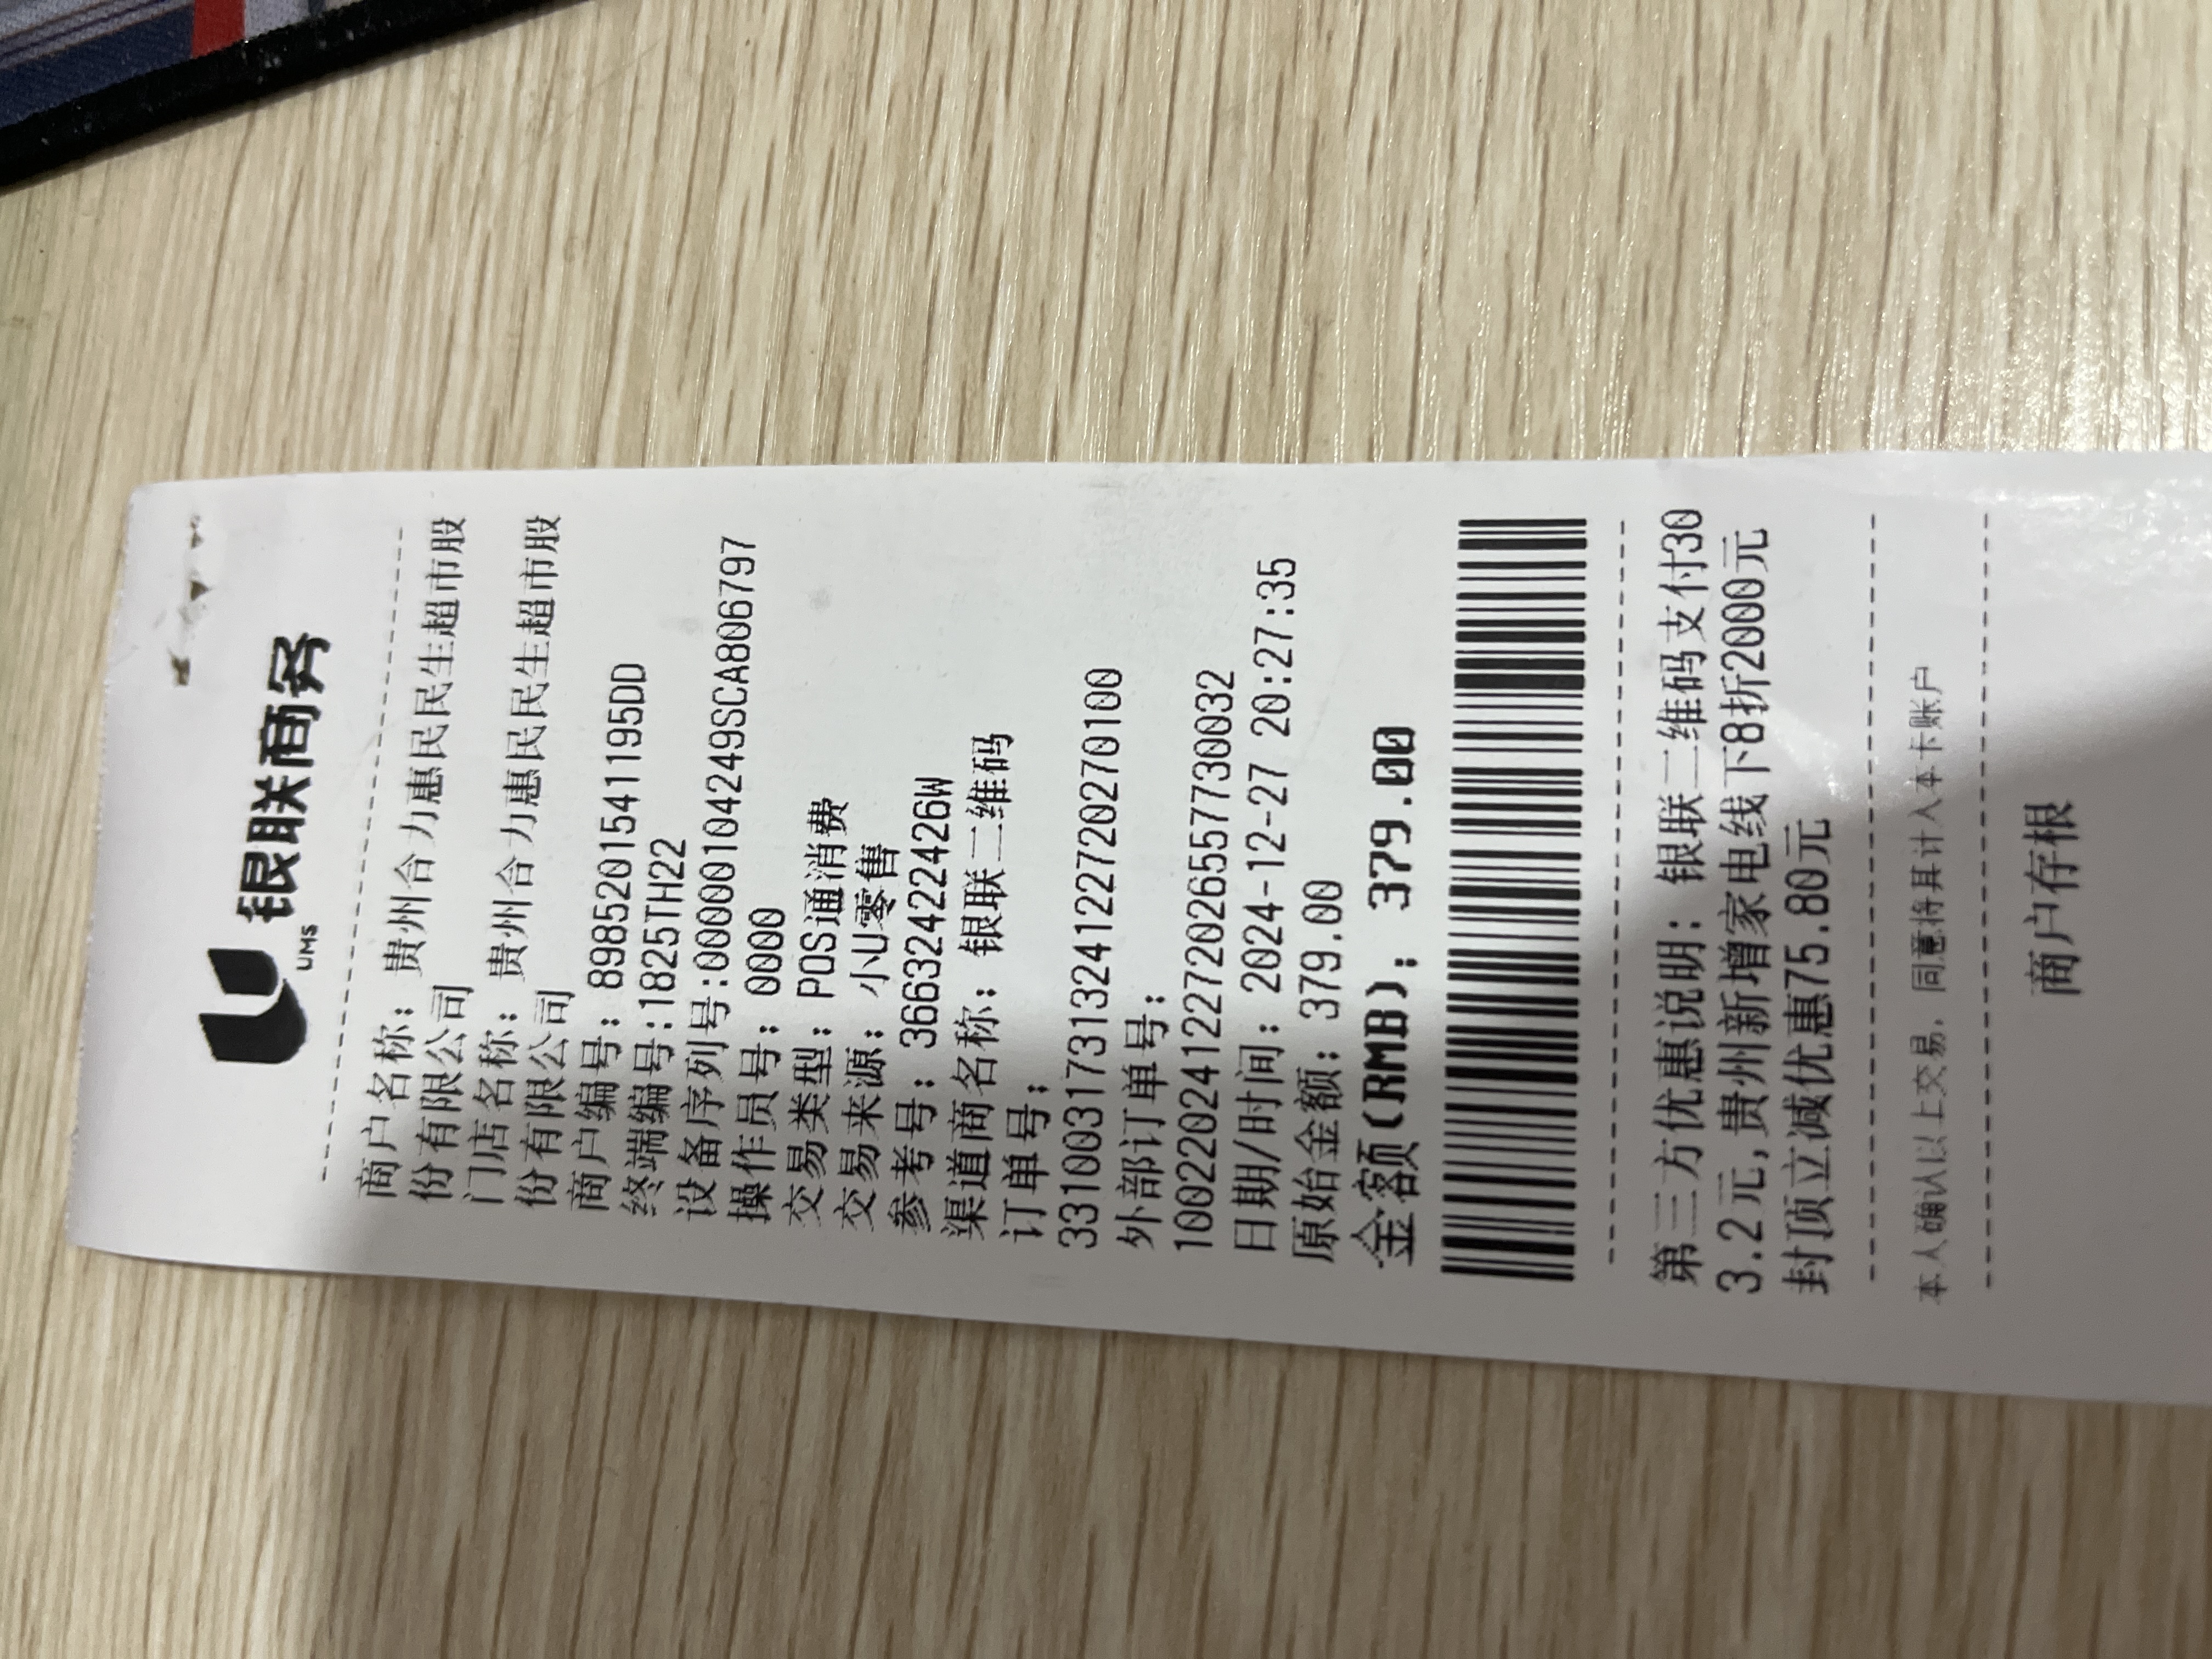 银联商务
UMS
商户名称：贵州合力惠民民生超市股
份有限公司
门店名称：贵州合力惠民民生超市股
份有限公司
商户编号：8985201541195DD
终端编号:1825TH22
设备序列号:0000104249SCA806797
操作员号：0000
交易类型：POS通消费
交易来源：小U零售
参考号：36632422426W
渠道商名称：银联二维码
订单号：
3310031731324122720270100
外部订单号：
1002202412272026557730032
日期/时间：2024-12-27 20:27:35
原始金额：379.00
金额(RMB)：379.00
第三方优惠说明：银联二维码支付30
3.2元,贵州新增家电线下8折2000元
封顶立减优惠75.80元
本人确认以上交易，同意将其计入本卡账户
商户存根